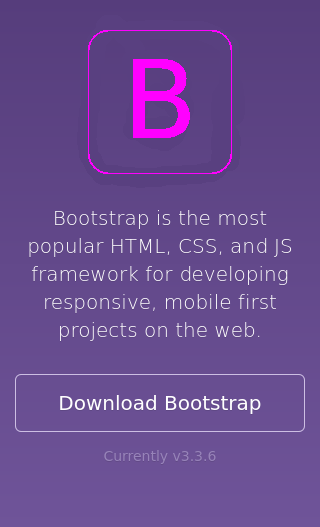 B
Bootstrap is the most
popular HTML, CSS, and JS
framework for developing
responsive, mobile first
projects on the web.
Download Bootstrap
Currently v3.3.6